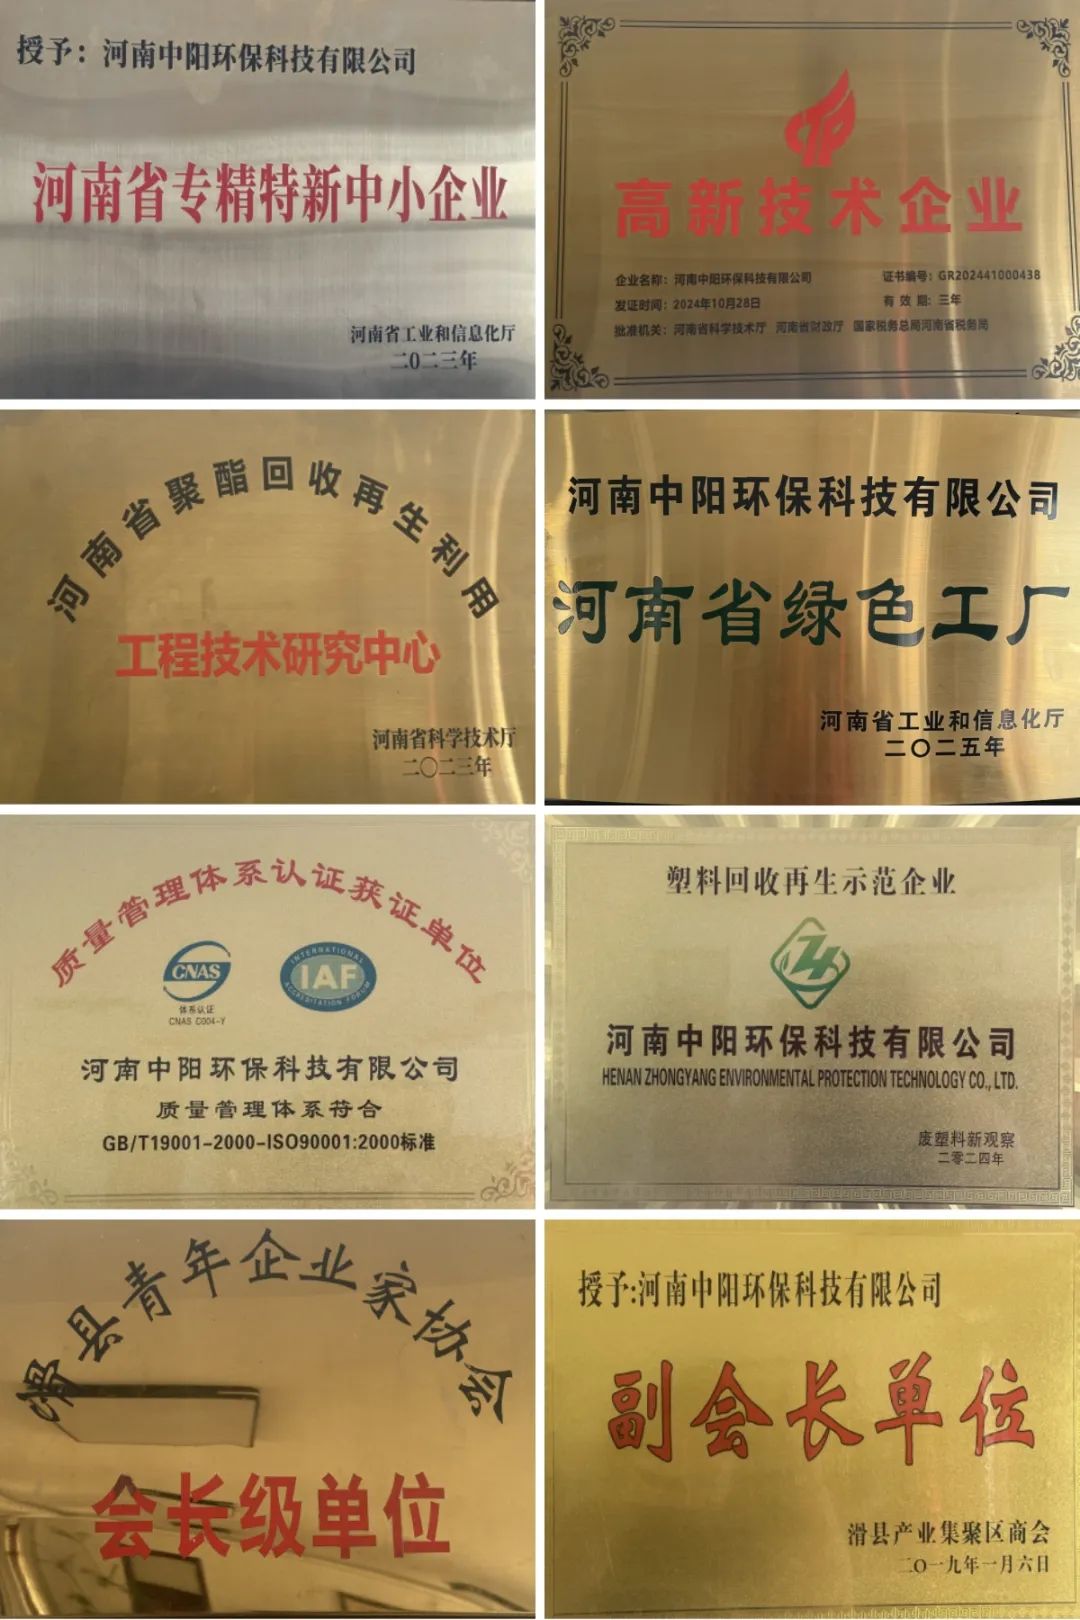 授予：河南中阳环保科技有限公司
河南省专精特新中小企业
河南省工业和信息化厅
二〇二三年
高新技术企业
企业名称：河南中阳环保科技有限公司
证书编号：GR202441000438
发证时间：2024年10月28日
有 效 期：三年
批准机关：河南省科学技术厅 河南省财政厅 国家税务总局河南省税务局
河南省聚酯回收再生利用
工程技术研究中心
河南省科学技术厅
二〇二三年
河南中阳环保科技有限公司
河南省绿色工厂
河南省工业和信息化厅
二〇二五年
质量管理体系认证获证单位
CNAS
体系认证
CNAS C004-Y
INTERNATIONAL
IAF
ACCREDITATION FORUM
河南中阳环保科技有限公司
质量管理体系符合
GB/T19001-2000-ISO90001:2000标准
塑料回收再生示范企业
河南中阳环保科技有限公司
HENAN ZHONGYANG ENVIRONMENTAL PROTECTION TECHNOLOGY CO., LTD.
废塑料新观察
二零二四年
滑县青年企业家协会
会长级单位
授予:河南中阳环保科技有限公司
副会长单位
滑县产业集聚区商会
二〇一九年一月六日